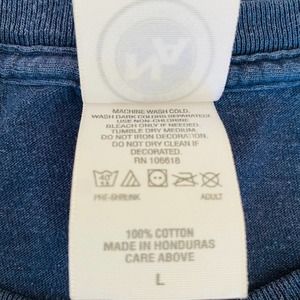 MACHINE WASH COLD.
WASH DARK COLORS SEPARATELY.
USE NON-CHLORINE
BLEACH ONLY IF NEEDED.
TUMBLE DRY MEDIUM.
DO NOT IRON DECORATION.
DO NOT DRY CLEAN IF
DECORATED.
RN 106618
PRE-SHRUNK ADULT
100% COTTON
MADE IN HONDURAS
CARE ABOVE
L